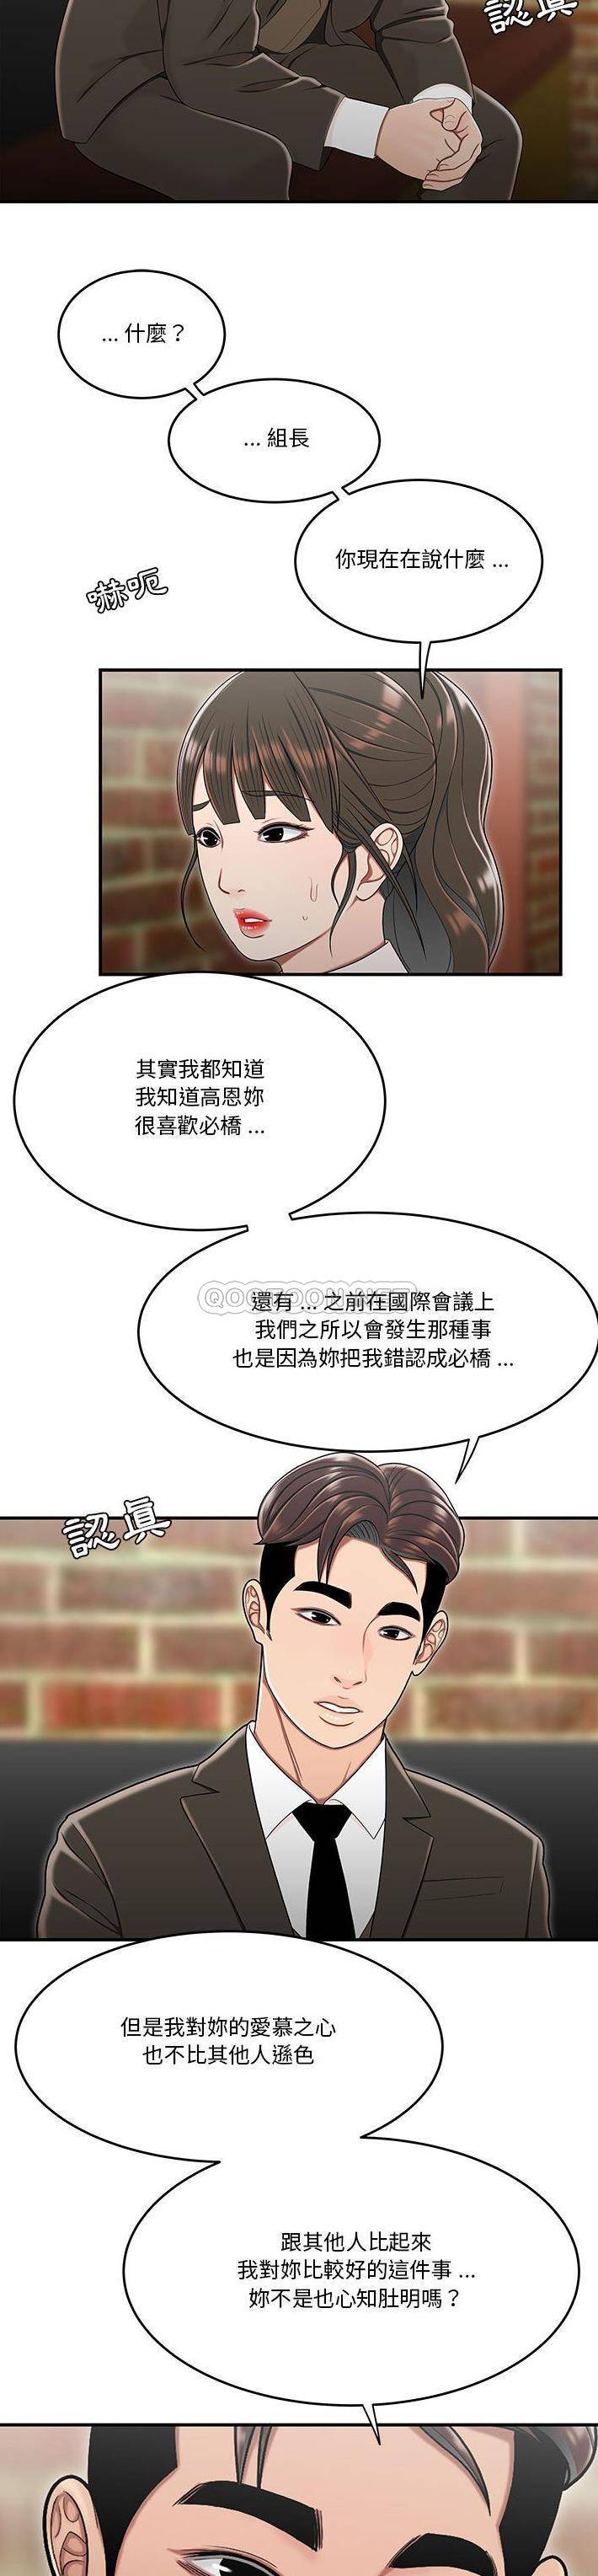 認真
... 什麼？
... 組長
你現在在說什麼 ...
嚇呃
其實我都知道
我知道高恩妳
很喜歡必橋 ...
還有 ... 之前在國際會議上
我們之所以會發生那種事
也是因為妳把我錯認成必橋 ...
認真
但是我對妳的愛慕之心
也不比其他人遜色
跟其他人比起來
我對妳比較好的這件事 ...
妳不是也心知肚明嗎？